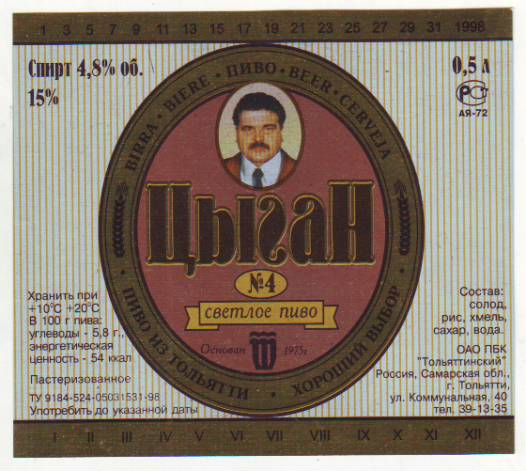 1 3 5 7 9 11 13 15 17 19 21 23 25 27 29 31 1998
Спирт 4,8% об.
15%
0,5 л
РСТ
АЯ-72
BIRRA · BIERE · ПИВО · BEER · CERVEJA
Цыган
№4
светлое пиво
Основан 1975г
· ПИВО ИЗ ТОЛЬЯТТИ · ХОРОШИЙ ВЫБОР ·
Хранить при
+10°С +20°С
В 100 г пива:
углеводы - 5,8 г.,
энергетическая
ценность - 54 ккал
Пастеризованное
ТУ 9184-524-05031531-98
Употребить до указанной даты
Состав:
солод,
рис, хмель,
сахар, вода.
ОАО ПБК
"Тольяттинский"
Россия, Самарская обл.,
г. Тольятти,
ул. Коммунальная, 40
тел. 39-13-35
I II III IV V VI VII VIII IX X XI XII